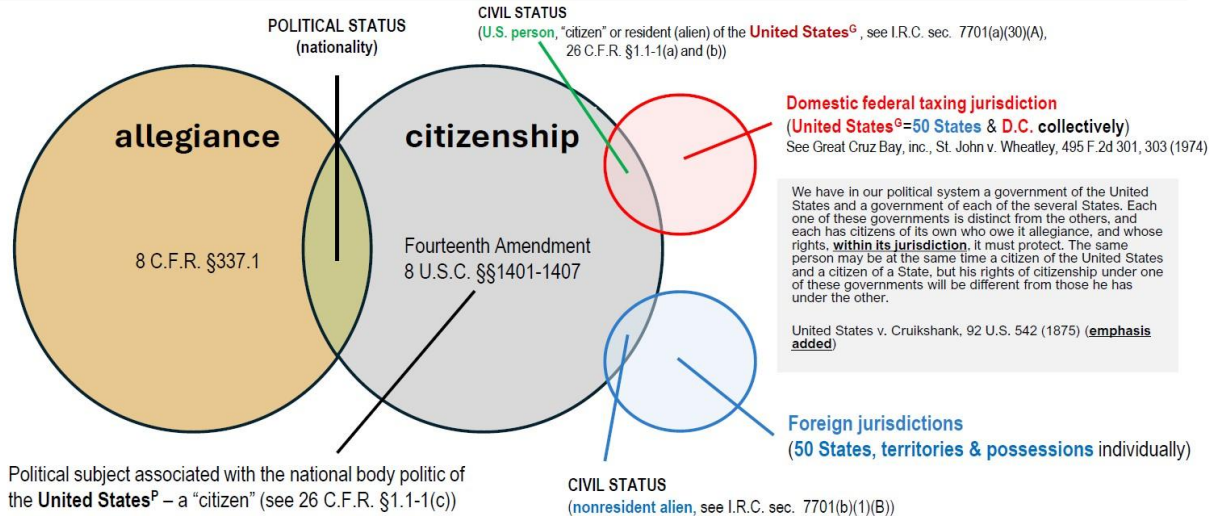 POLITICAL STATUS
(nationality)
CIVIL STATUS
(U.S. person, “citizen” or resident (alien) of the United Statesᴳ , see I.R.C. sec. 7701(a)(30)(A),
26 C.F.R. §1.1-1(a) and (b))
allegiance
citizenship
8 C.F.R. §337.1
Fourteenth Amendment
8 U.S.C. §§1401-1407
Domestic federal taxing jurisdiction
(United Statesᴳ=50 States & D.C. collectively)
See Great Cruz Bay, inc., St. John v. Wheatley, 495 F.2d 301, 303 (1974)
We have in our political system a government of the United
States and a government of each of the several States. Each
one of these governments is distinct from the others, and
each has citizens of its own who owe it allegiance, and whose
rights, within its jurisdiction, it must protect. The same
person may be at the same time a citizen of the United States
and a citizen of a State, but his rights of citizenship under one
of these governments will be different from those he has
under the other.
United States v. Cruikshank, 92 U.S. 542 (1875) (emphasis
added)
Foreign jurisdictions
(50 States, territories & possessions individually)
Political subject associated with the national body politic of
the United Statesᴾ – a “citizen” (see 26 C.F.R. §1.1-1(c))
CIVIL STATUS
(nonresident alien, see I.R.C. sec. 7701(b)(1)(B))